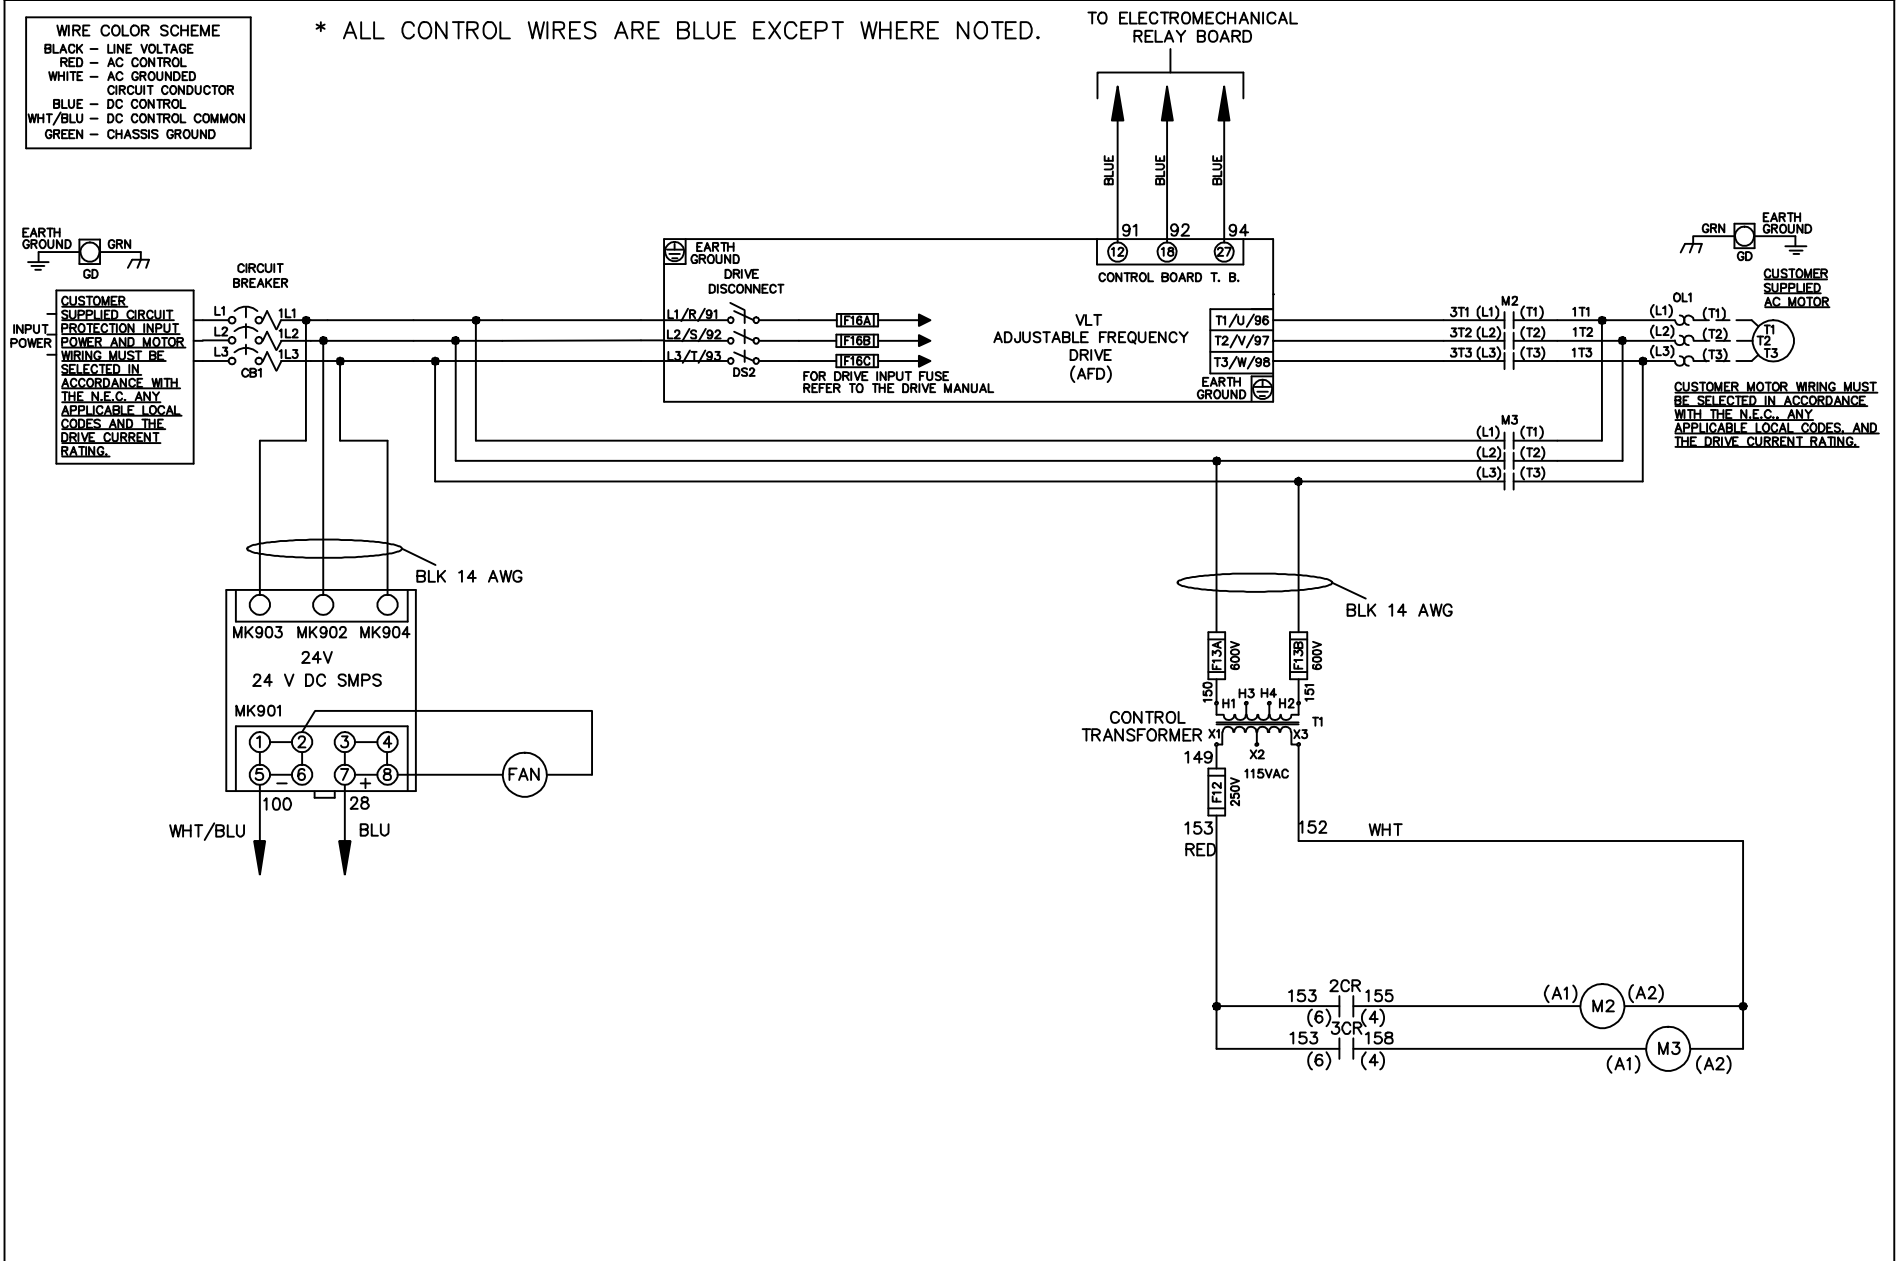 WIRE COLOR SCHEME
BLACK – LINE VOLTAGE
RED – AC CONTROL
WHITE – AC GROUNDED
CIRCUIT CONDUCTOR
BLUE – DC CONTROL
WHT/BLU – DC CONTROL COMMON
GREEN – CHASSIS GROUND
* ALL CONTROL WIRES ARE BLUE EXCEPT WHERE NOTED.
TO ELECTROMECHANICAL
RELAY BOARD
BLUE
BLUE
BLUE
91 92 94
12 18 27
CONTROL BOARD T. B.
EARTH
GROUND
GRN
GD
CIRCUIT
BREAKER
INPUT
POWER
CUSTOMER
SUPPLIED CIRCUIT
PROTECTION INPUT
POWER AND MOTOR
WIRING MUST BE
SELECTED IN
ACCORDANCE WITH
THE N.E.C. ANY
APPLICABLE LOCAL
CODES AND THE
DRIVE CURRENT
RATING.
L1 1L1
L2 1L2
L3 1L3
CB1
EARTH
GROUND
DRIVE
DISCONNECT
L1/R/91
L2/S/92
L3/T/93
DS2
F16A
F16B
F16C
FOR DRIVE INPUT FUSE
REFER TO THE DRIVE MANUAL
VLT
ADJUSTABLE FREQUENCY
DRIVE
(AFD)
T1/U/96
T2/V/97
T3/W/98
EARTH
GROUND
M2
3T1 (L1) (T1) 1T1
3T2 (L2) (T2) 1T2
3T3 (L3) (T3) 1T3
OL1
(L1) (T1)
(L2) (T2)
(L3) (T3)
T1
T2
T3
GRN
GD
EARTH
GROUND
CUSTOMER
SUPPLIED
AC MOTOR
CUSTOMER MOTOR WIRING MUST
BE SELECTED IN ACCORDANCE
WITH THE N.E.C., ANY
APPLICABLE LOCAL CODES, AND
THE DRIVE CURRENT RATING.
M3
(L1) (T1)
(L2) (T2)
(L3) (T3)
BLK 14 AWG
MK903 MK902 MK904
24V
24 V DC SMPS
MK901
1 2 3 4
5 – 6 7 + 8
FAN
100 28
WHT/BLU BLU
BLK 14 AWG
F13A 600V
F13B 600V
150 151
H1 H3 H4 H2
CONTROL
TRANSFORMER
T1
X1 X2 X3
149
115VAC
F12 250V
153
RED
152 WHT
153 2CR 155
(6) (4)
(A1) M2 (A2)
153 3CR 158
(6) (4)
(A1) M3 (A2)